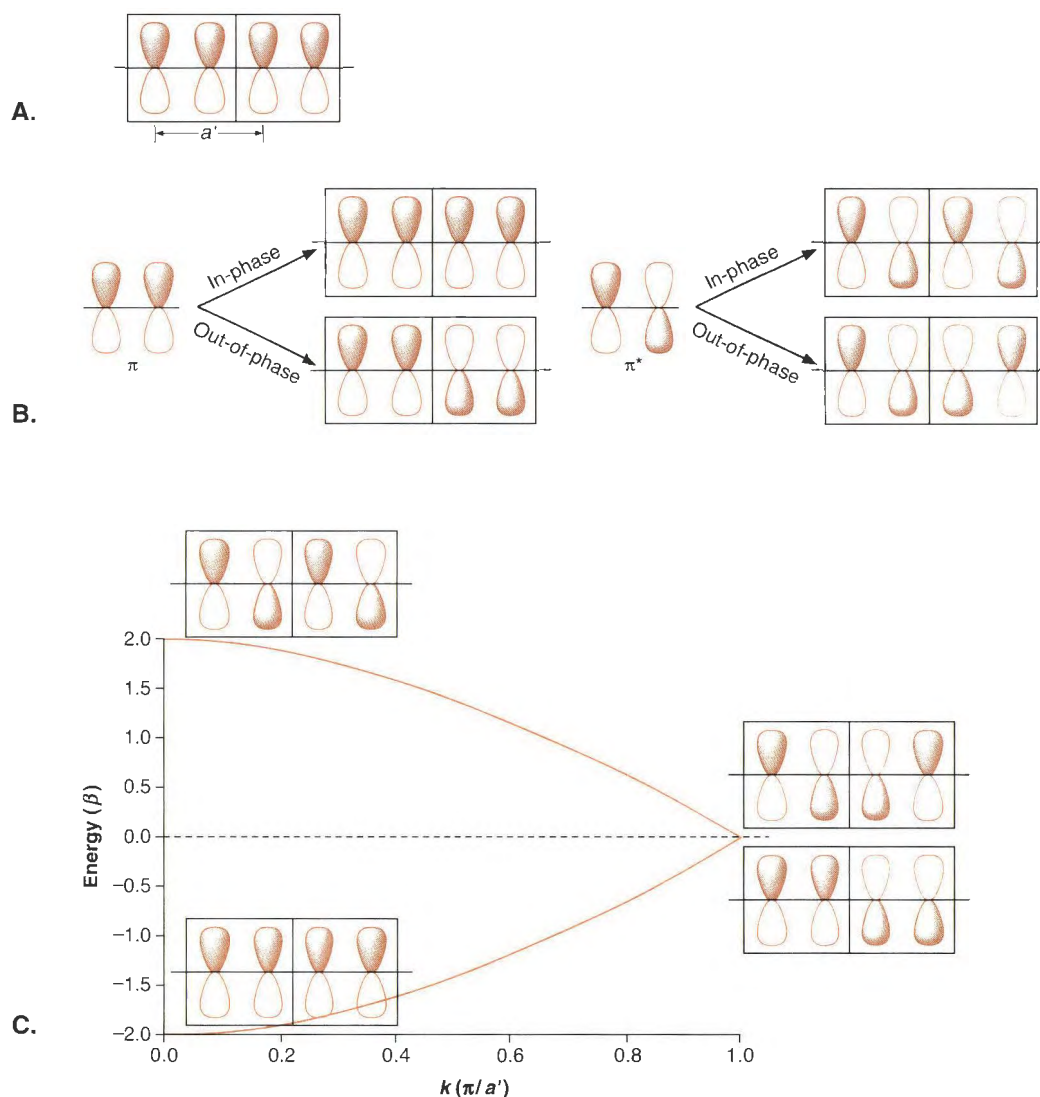 A.
a'
B.
π
In-phase
Out-of-phase
π*
In-phase
Out-of-phase
C.
Energy (β)
2.0
1.5
1.0
0.5
0.0
−0.5
−1.0
−1.5
−2.0
0.0 0.2 0.4 0.6 0.8 1.0
k (π/a')